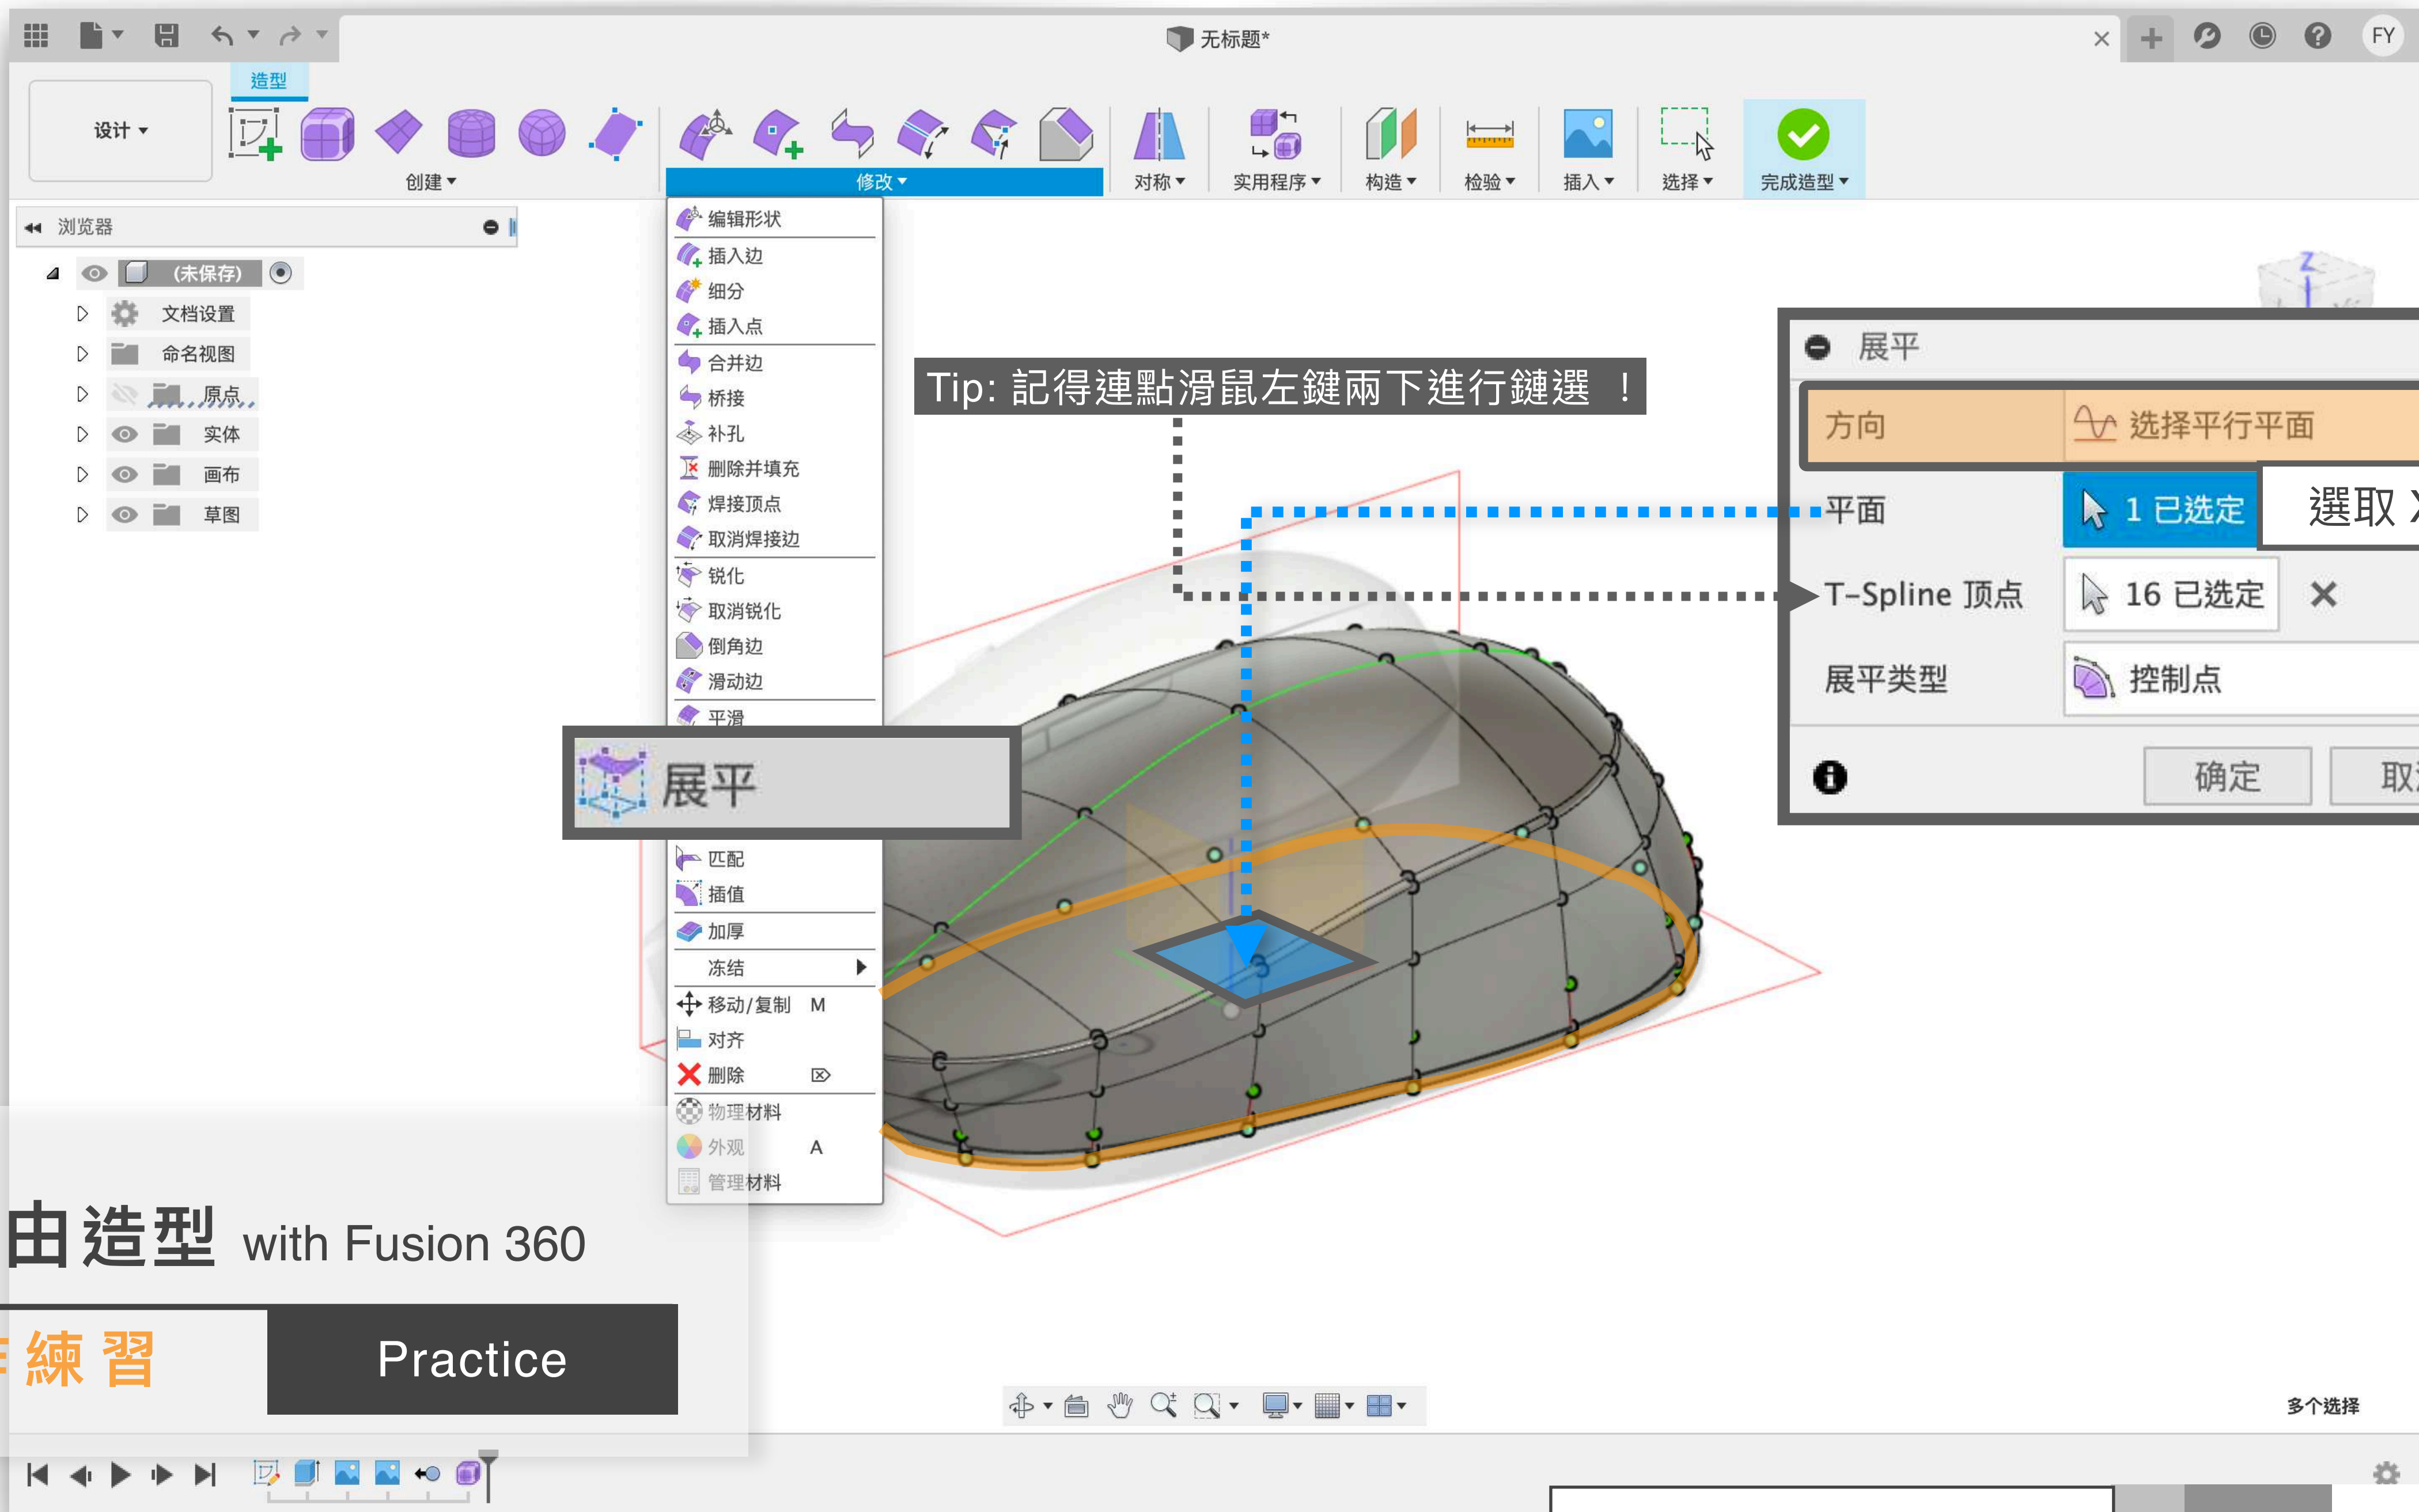 无标题*
FY
造型
设计
创建
修改
对称
实用程序
构造
检验
插入
选择
完成造型
浏览器
(未保存)
文档设置
命名视图
原点
实体
画布
草图
编辑形状
插入边
细分
插入点
合并边
桥接
补孔
删除并填充
焊接顶点
取消焊接边
锐化
取消锐化
倒角边
滑动边
平滑
展平
匹配
插值
加厚
冻结
移动/复制 M
对齐
删除
物理材料
外观 A
管理材料
Tip: 記得連點滑鼠左鍵兩下進行鏈選 !
Z
展平
方向 选择平行平面
平面 1 已选定
選取 X
T-Spline 顶点 16 已选定
展平类型 控制点
确定
由造型 with Fusion 360
練習
Practice
多个选择